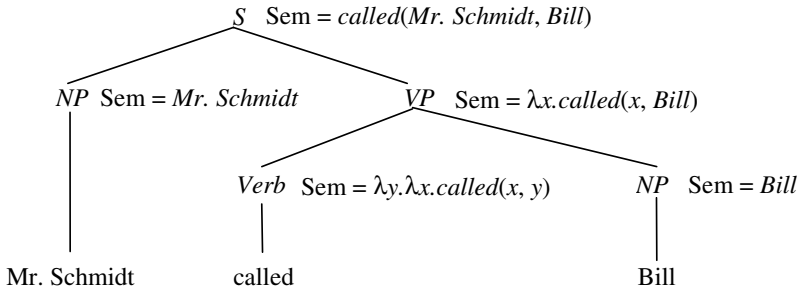 S Sem = called(Mr. Schmidt, Bill)
NP Sem = Mr. Schmidt
VP Sem = λx.called(x, Bill)
Verb Sem = λy.λx.called(x, y)
NP Sem = Bill
Mr. Schmidt
called
Bill